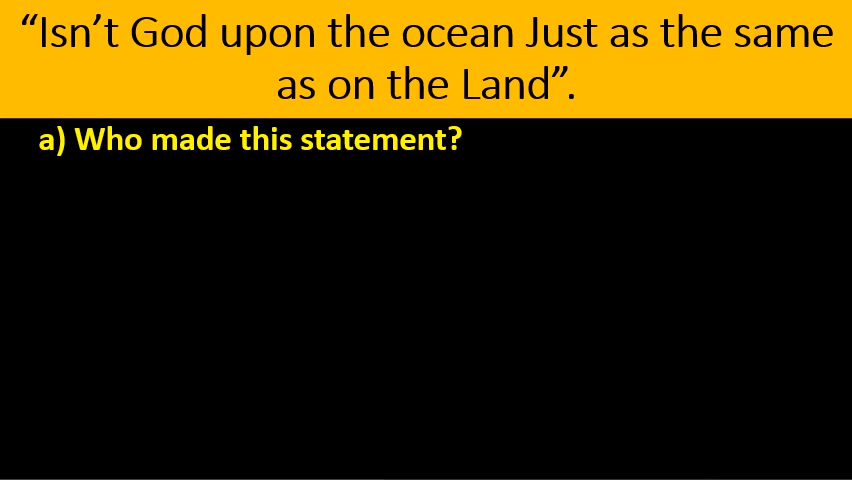 “Isn’t God upon the ocean Just as the same
as on the Land”.
a) Who made this statement?